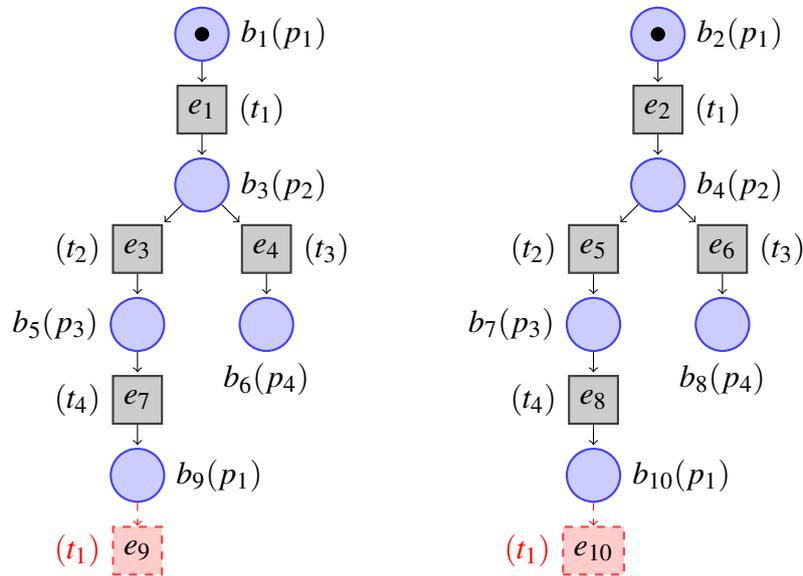 b₁(p₁) b₂(p₁)
e₁ (t₁) e₂ (t₁)
b₃(p₂) b₄(p₂)
(t₂) e₃ e₄ (t₃) (t₂) e₅ e₆ (t₃)
b₅(p₃) b₇(p₃)
b₆(p₄) b₈(p₄)
(t₄) e₇ (t₄) e₈
b₉(p₁) b₁₀(p₁)
(t₁) e₉ (t₁) e₁₀